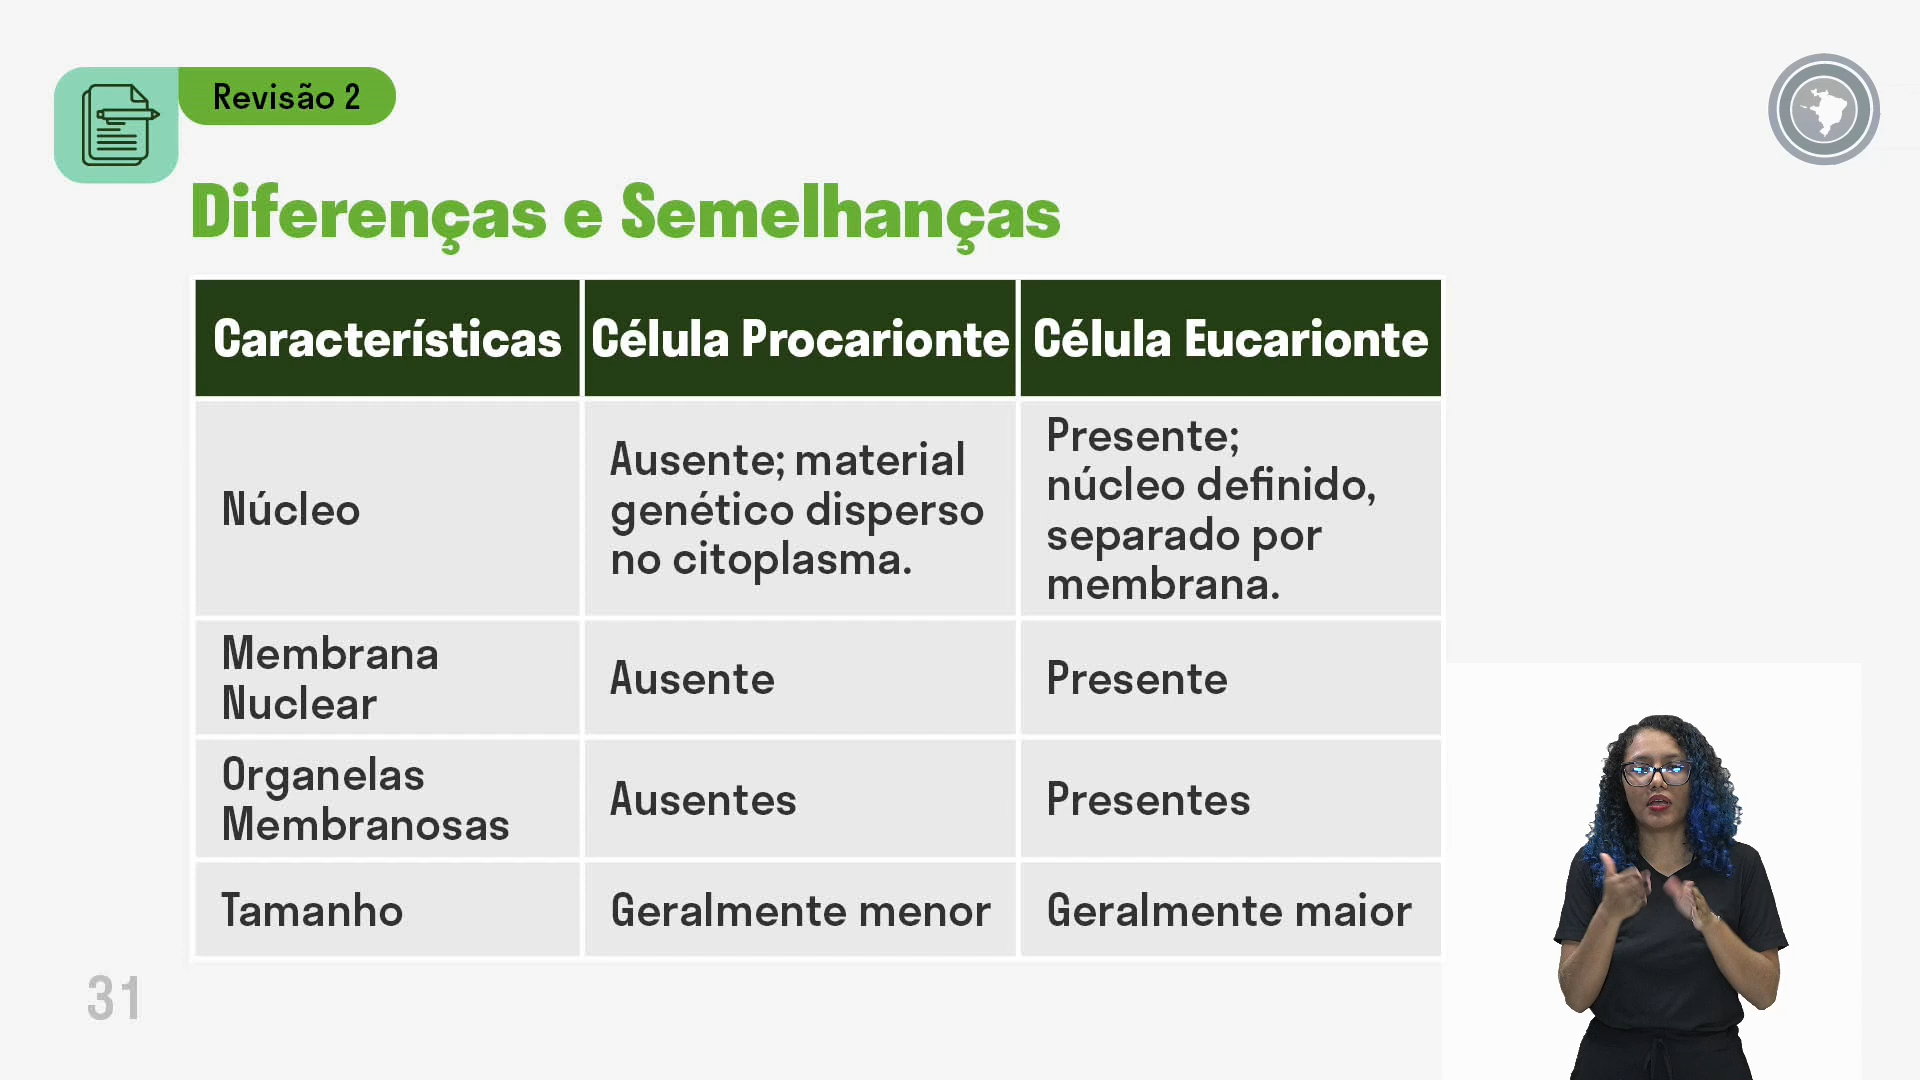 Revisão 2
Diferenças e Semelhanças
Características
Célula Procarionte
Célula Eucarionte
Núcleo
Ausente; material
genético disperso
no citoplasma.
Presente;
núcleo definido,
separado por
membrana.
Membrana
Nuclear
Ausente
Presente
Organelas
Membranosas
Ausentes
Presentes
Tamanho
Geralmente menor
Geralmente maior
31